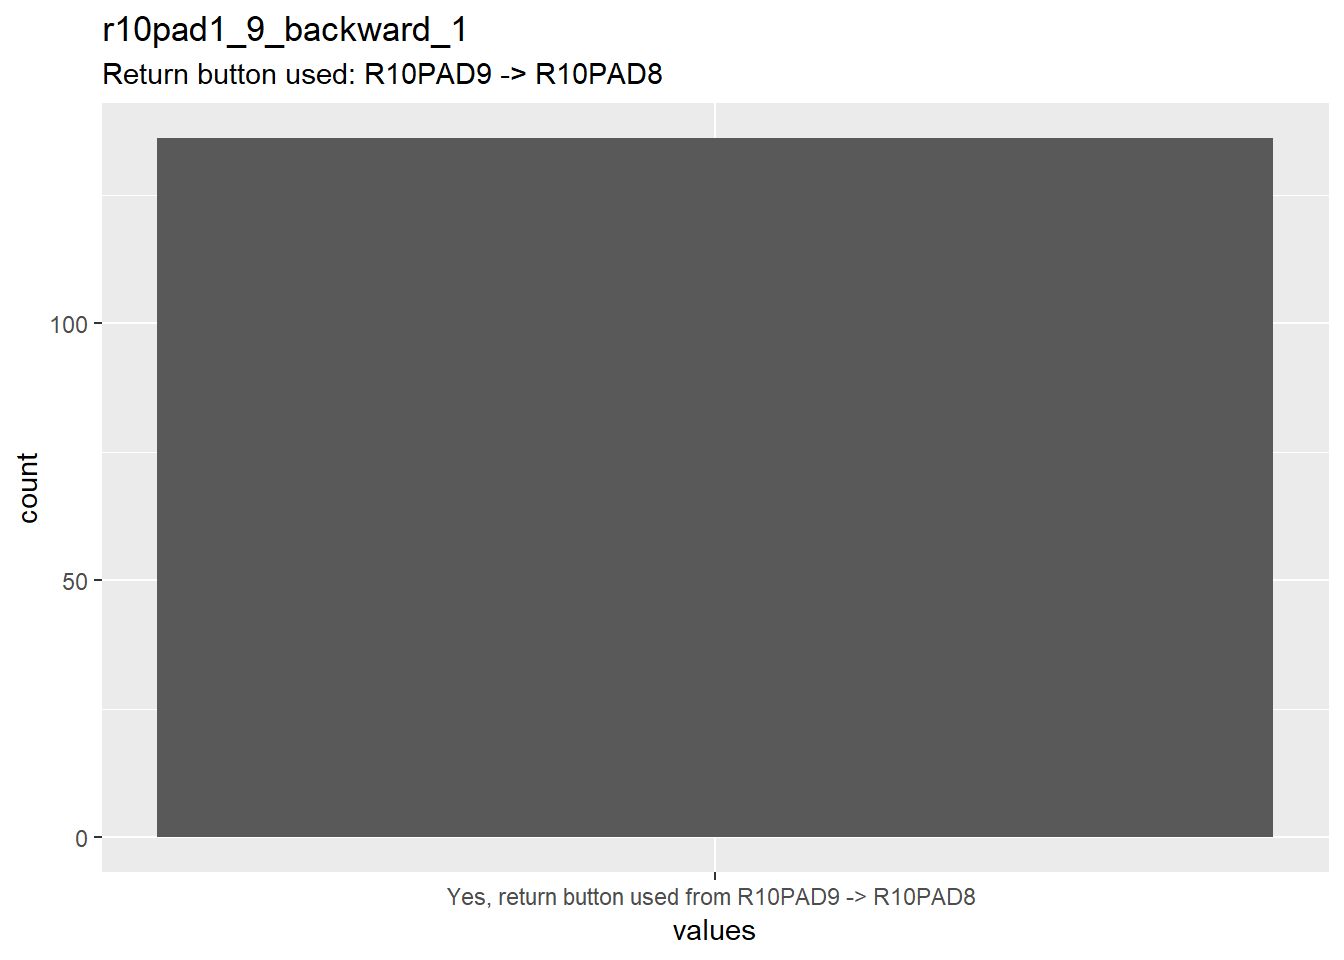 r10pad1_9_backward_1
Return button used: R10PAD9 -> R10PAD8
100
50
0
count
Yes, return button used from R10PAD9 -> R10PAD8
values